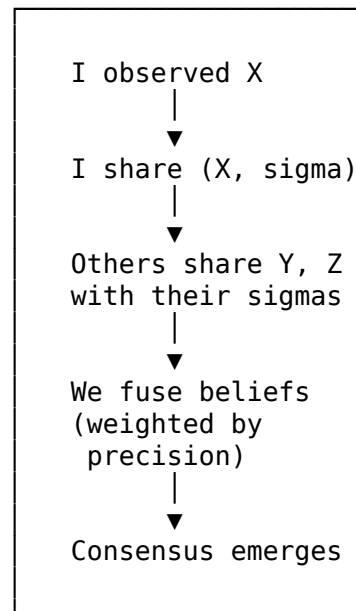 I observed X
I share (X, sigma)
Others share Y, Z
with their sigmas
We fuse beliefs
(weighted by
precision)
Consensus emerges